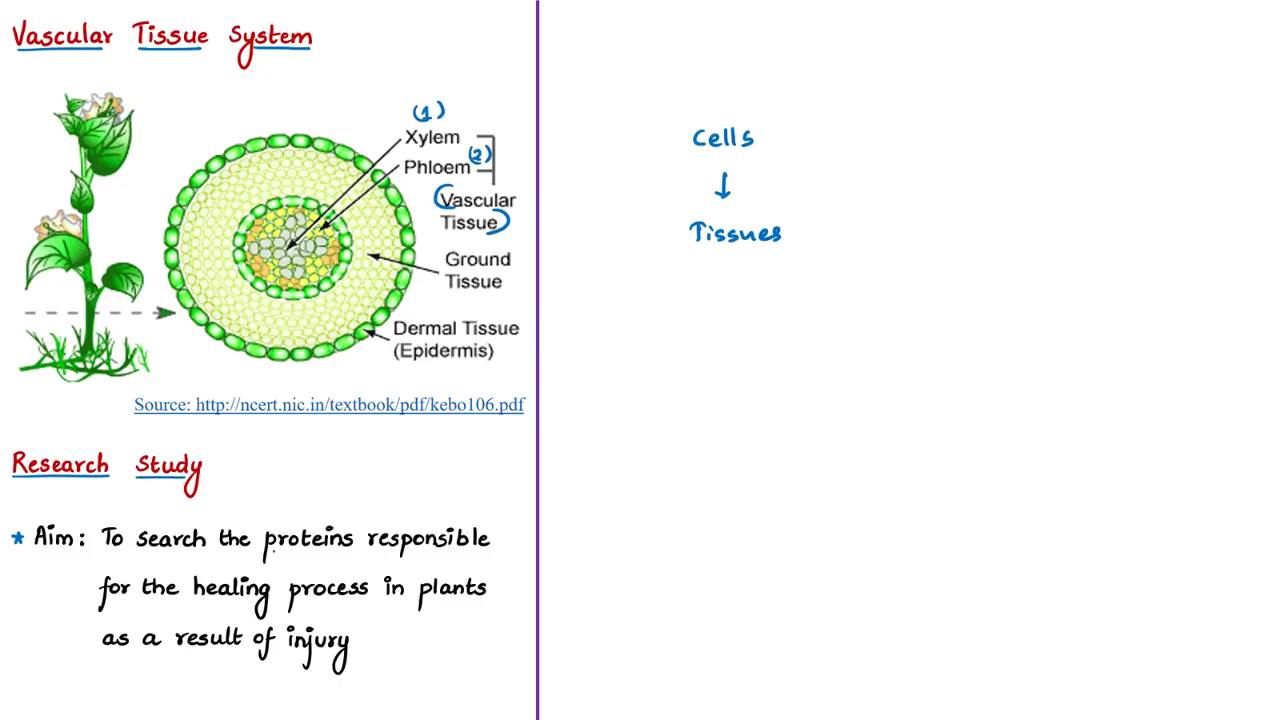 Vascular Tissue System
(1)
Xylem
Phloem (2)
(Vascular
Tissue)
Ground
Tissue
Dermal Tissue
(Epidermis)
Source: http://ncert.nic.in/textbook/pdf/kebo106.pdf
Research Study
* Aim: To search the proteins responsible
for the healing process in plants
as a result of injury
Cells
↓
Tissues